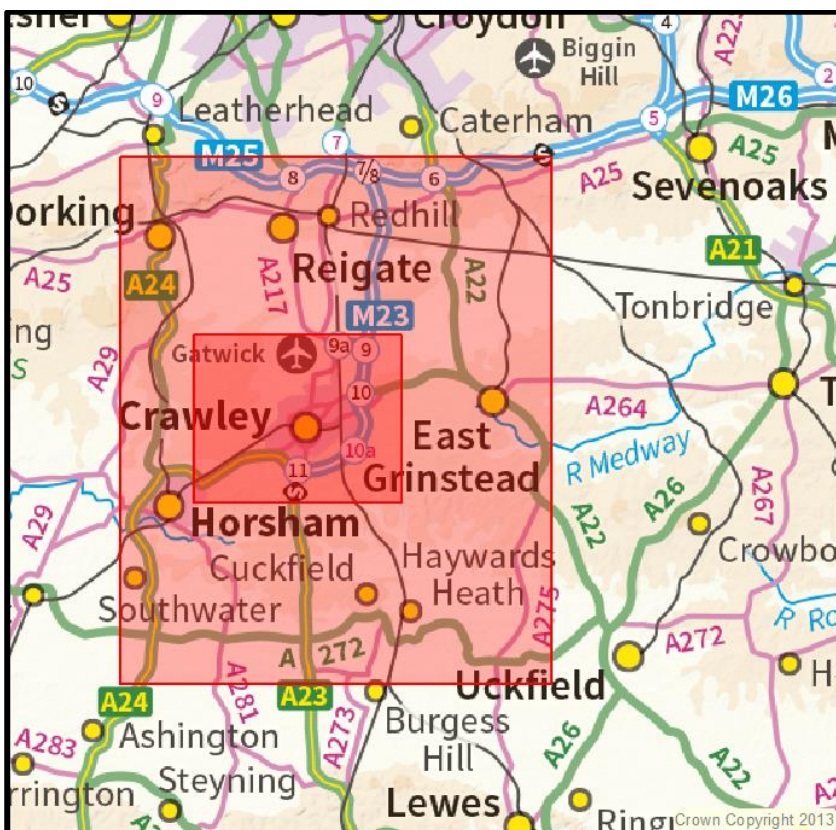 Croydon
4
A22
10
S
9
Biggin
Hill
2
Leatherhead
7
Caterham
5
M26
M25
8
7/8
6
S
A25
A25
Sevenoaks
Redhill
A24
A217
Reigate
A22
A21
A25
M23
Tonbridge
A29
Gatwick
9a
9
10
Crawley
East
Grinstead
A264
R Medway
10a
11
S
A26
A267
A29
Horsham
A22
Cuckfield
Haywards
Heath
Southwater
A275
A272
A 272
A24
A281
A23
A273
Uckfield
A283
Ashington
Burgess
Hill
A26
A22
Steyning
Lewes
Crown Copyright 2013